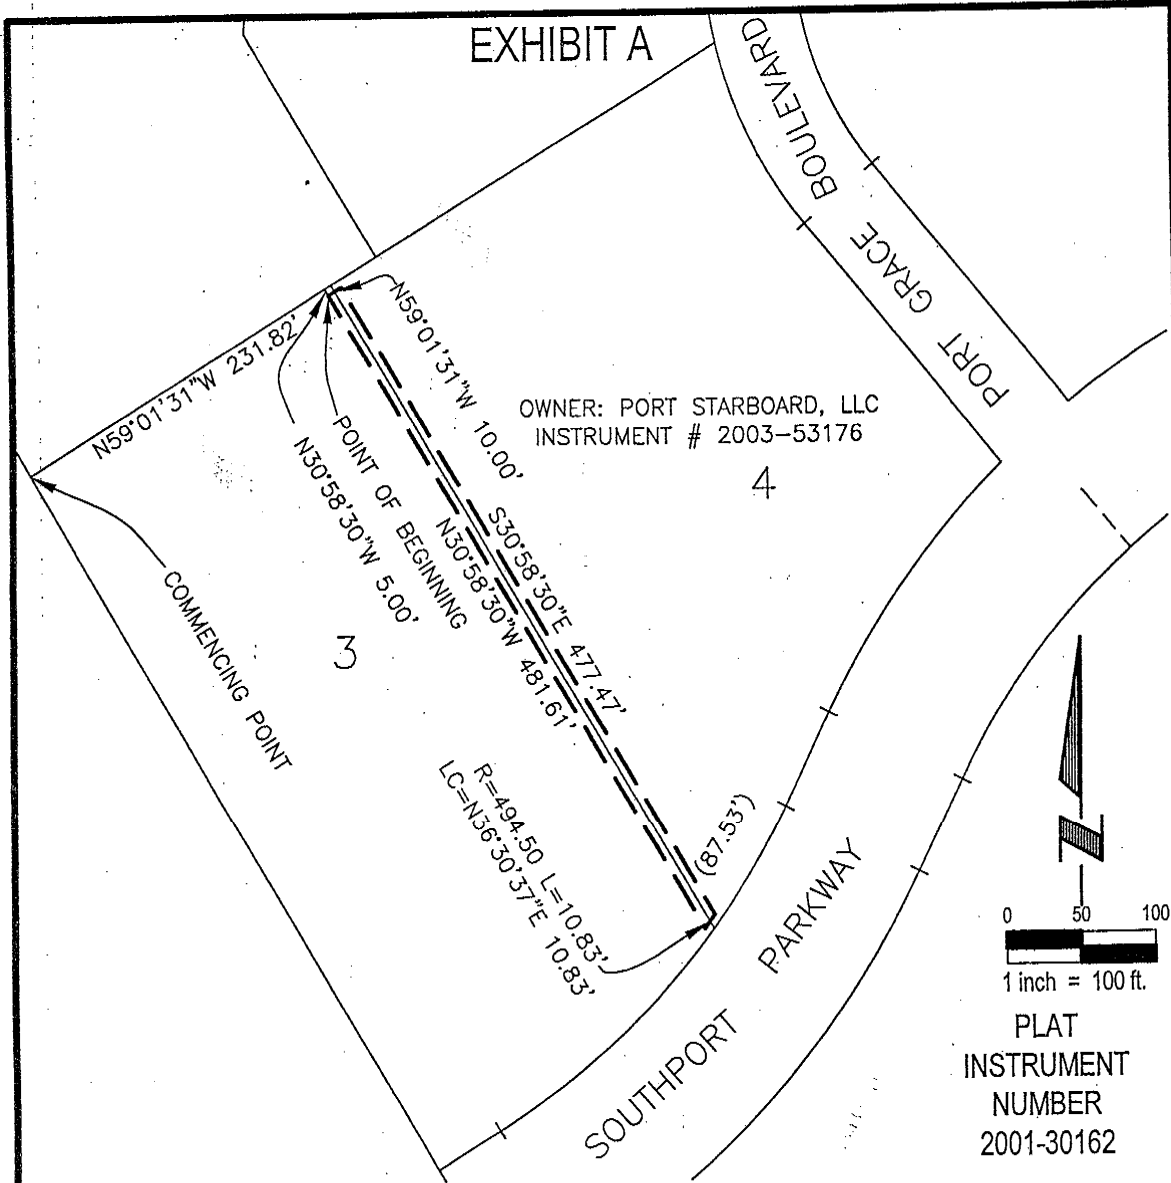 EXHIBIT A
PORT GRACE BOULEVARD
N59°01'31"W 231.82'
N59°01'31"W 10.00'
OWNER: PORT STARBOARD, LLC
INSTRUMENT # 2003-53176
4
POINT OF BEGINNING
N30°58'30"W 5.00'
S30°58'30"E 477.47'
N30°58'30"W 481.61'
COMMENCING POINT
3
R=494.50 L=10.83'
LC=N36°30'37"E 10.83'
(87.53')
SOUTHPORT PARKWAY
Z
0 50 100
1 inch = 100 ft.
PLAT
INSTRUMENT
NUMBER
2001-30162